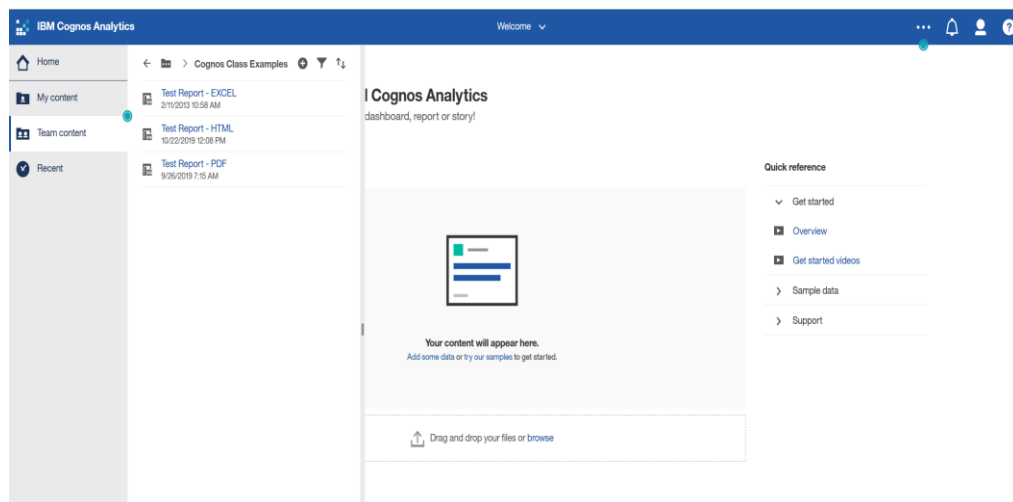 IBM Cognos Analytics
Welcome
?
Home
My content
Team content
Recent
Cognos Class Examples
Test Report - EXCEL
2/11/2013 10:58 AM
Test Report - HTML
10/22/2019 12:08 PM
Test Report - PDF
9/26/2019 7:15 AM
Cognos Analytics
dashboard, report or story!
Your content will appear here.
Add some data or try our samples to get started.
Drag and drop your files or browse
Quick reference
Get started
Overview
Get started videos
Sample data
Support